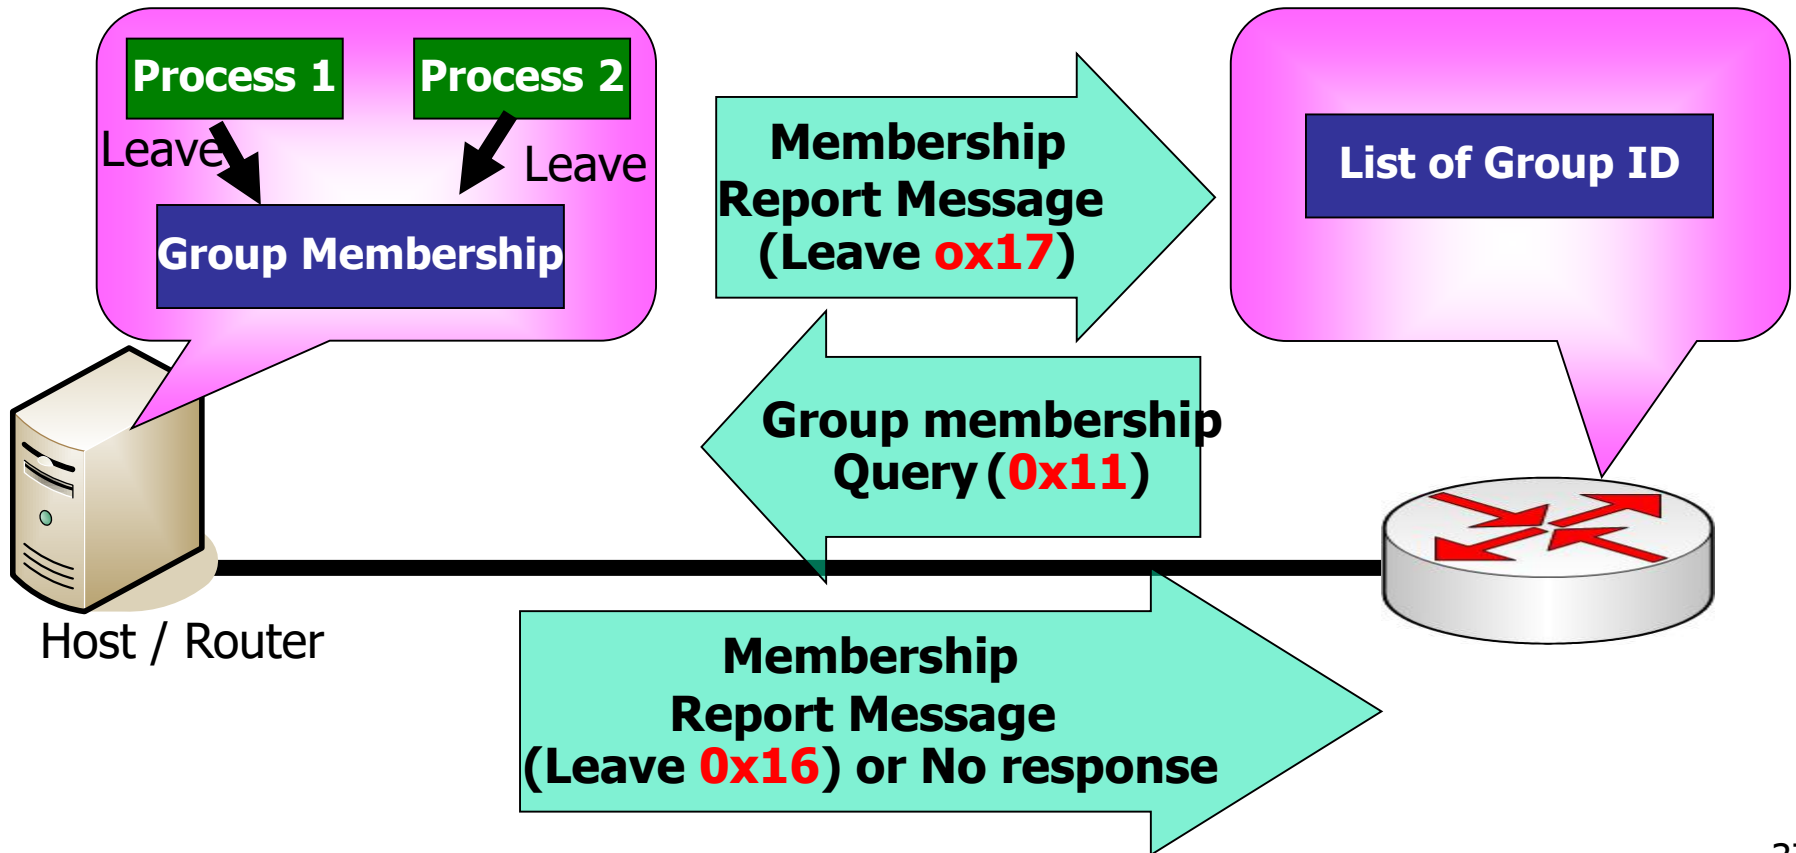 Process 1
Process 2
Leave
Leave
Group Membership
Membership
Report Message
(Leave ox17)
List of Group ID
Group membership
Query (0x11)
Host / Router
Membership
Report Message
(Leave 0x16) or No response